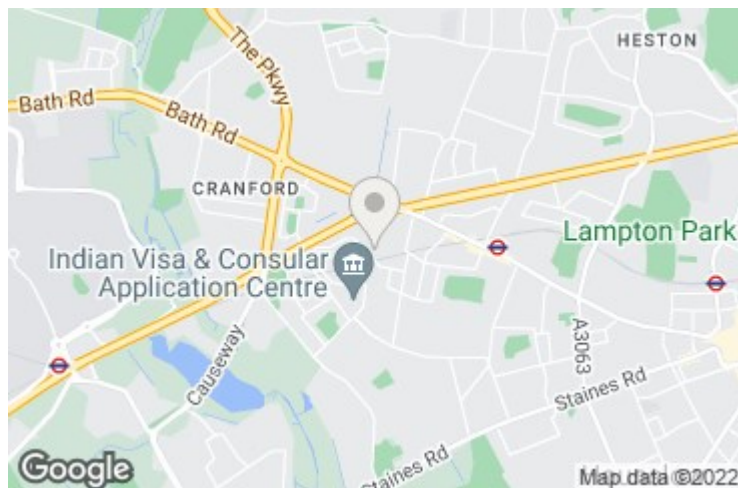 HESTON
The Pkwy
Bath Rd
Bath Rd
CRANFORD
Lampton Park
Indian Visa & Consular
Application Centre
Causeway
A3063
Staines Rd
Staines Rd
Google
Map data ©2022